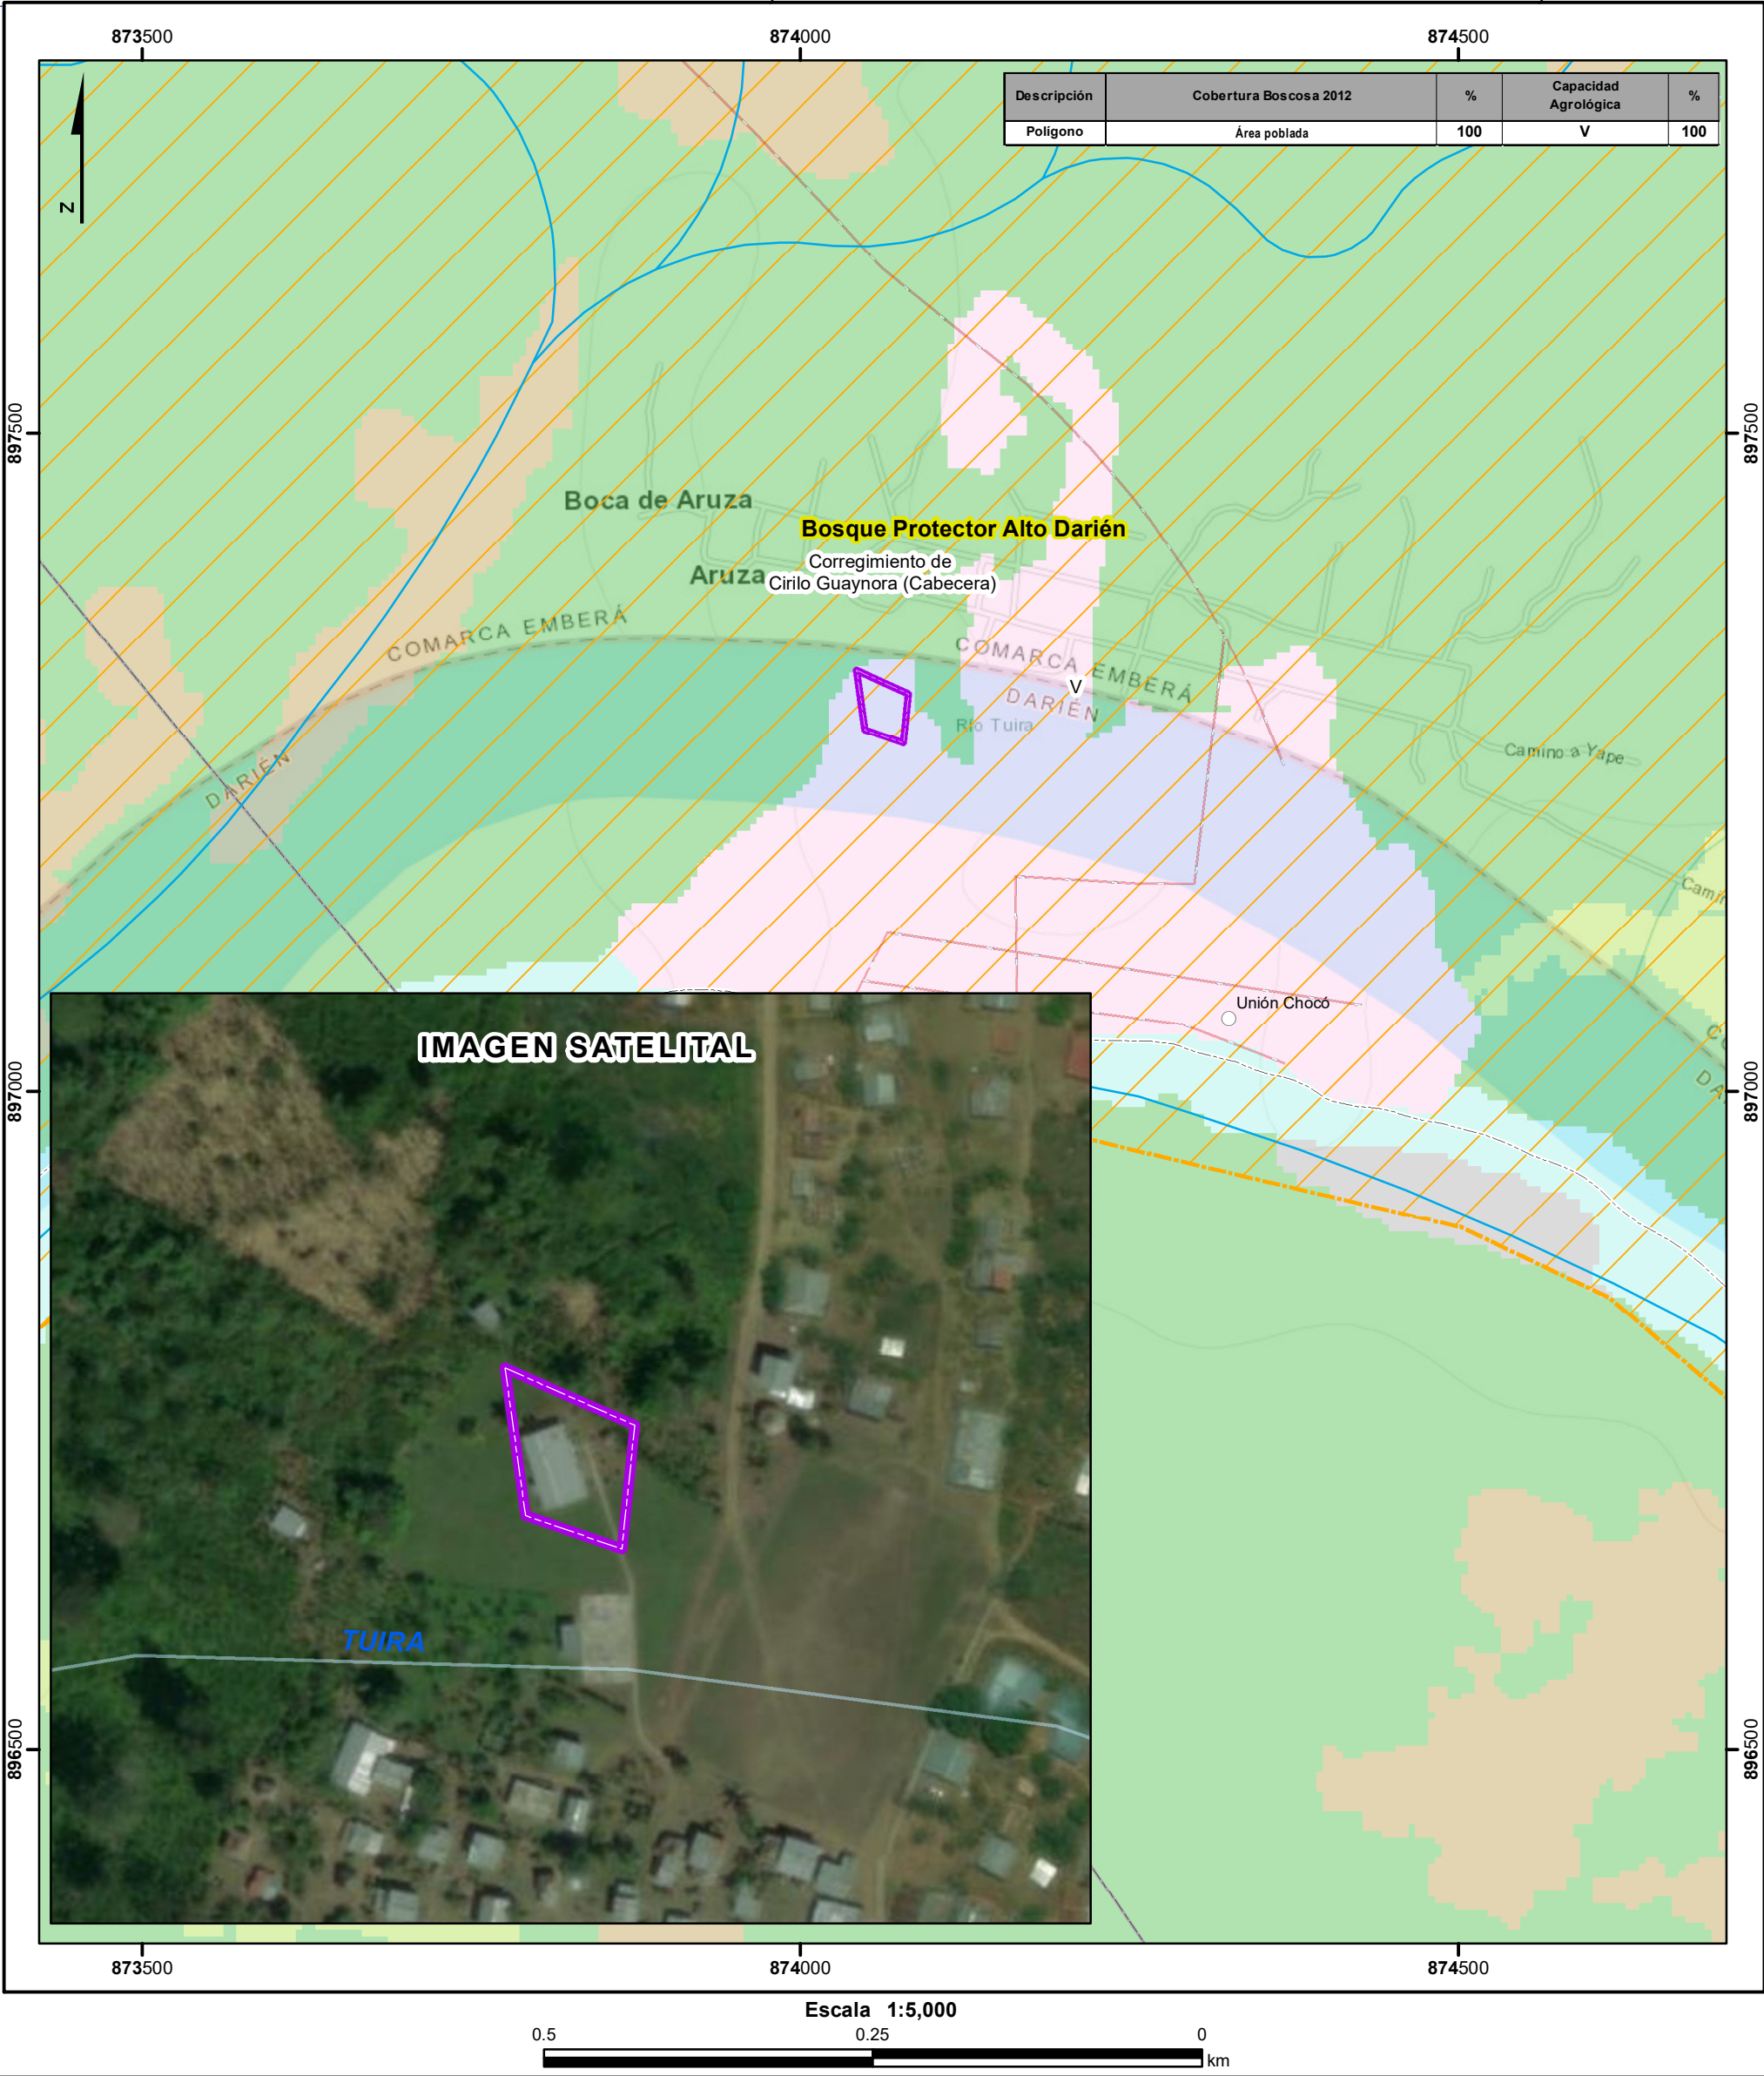 873500
874000
874500
Descripción
Cobertura Boscosa 2012
%
Capacidad
Agrológica
%
Polígono
Área poblada
100
V
100
N
897500
897500
Boca de Aruza
Bosque Protector Alto Darién
Corregimiento de
Cirilo Guaynora (Cabecera)
Aruza
COMARCA EMBERÁ
COMARCA EMBERÁ
V
DARIÉN
Río Tuira
Camino a Yape
DARIÉN
Unión Chocó
IMAGEN SATELITAL
897000
897000
TUIRA
896500
896500
873500
874000
874500
Escala 1:5,000
0.5
0.25
0
km